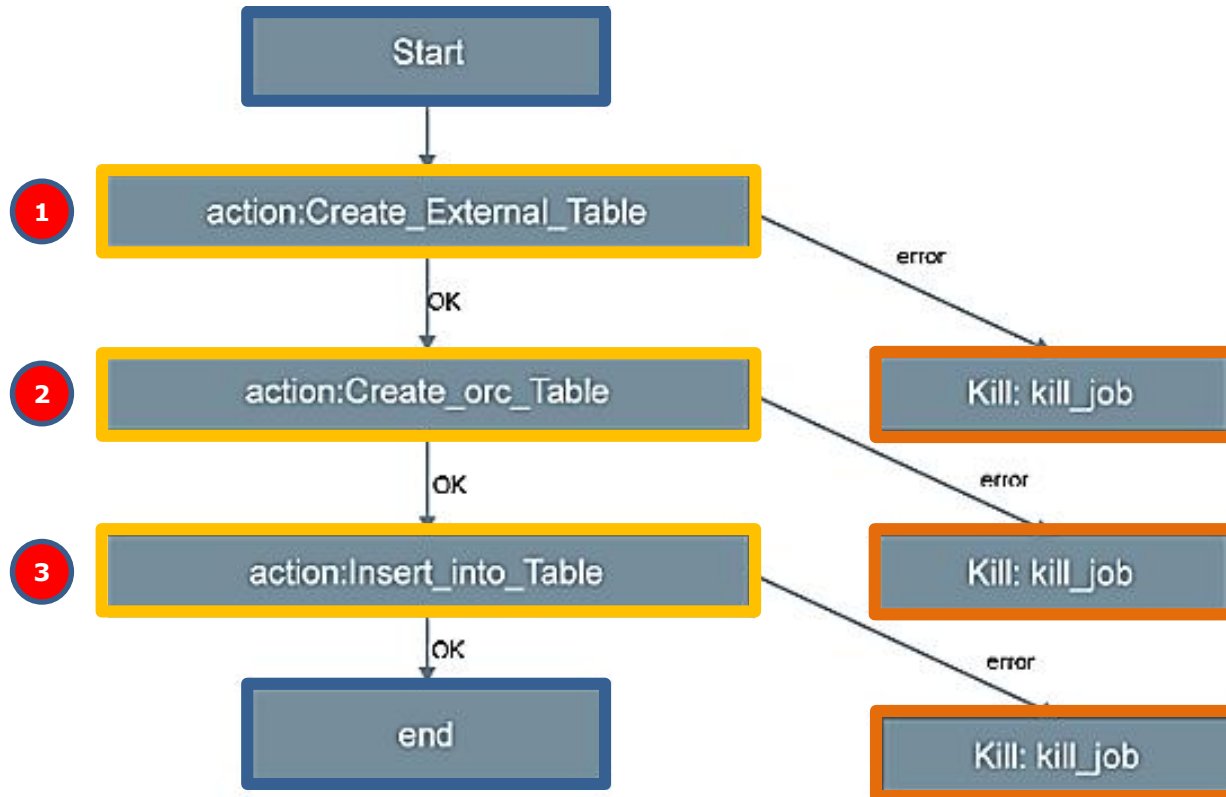 Start
1
action:Create_External_Table
error
OK
2
action:Create_orc_Table
Kill: kill_job
error
OK
3
action:Insert_into_Table
Kill: kill_job
error
OK
end
Kill: kill_job